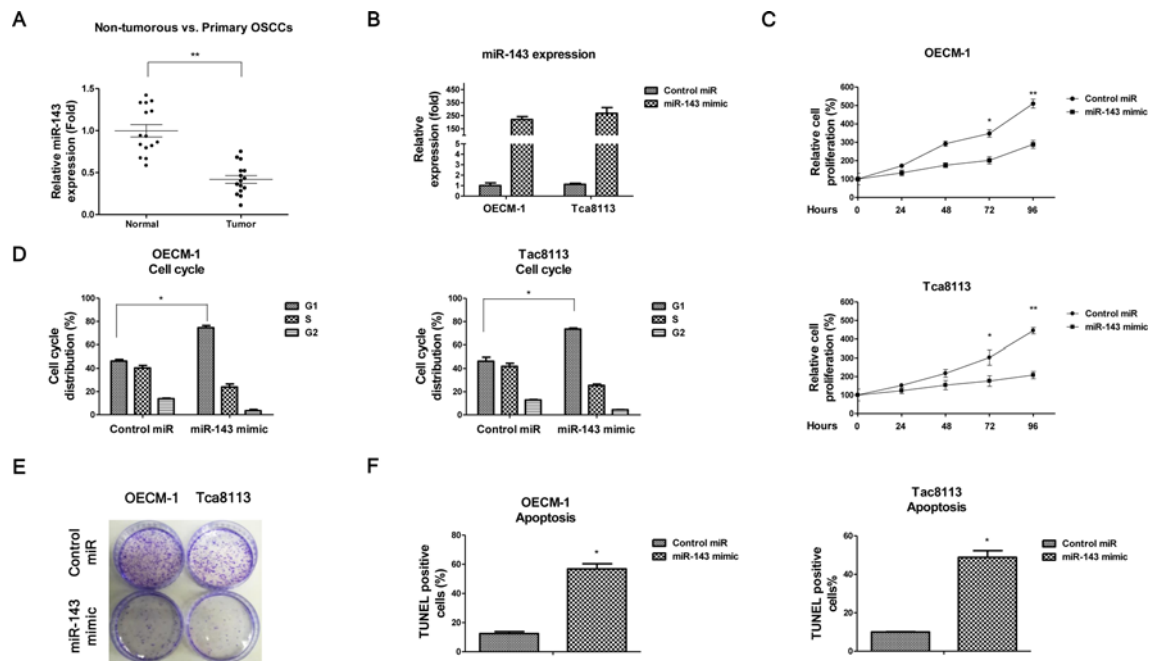 A
Non-tumorous vs. Primary OSCCs
**
Relative miR-143
expression (Fold)
1.5
1.0
0.5
0.0
Normal
Tumor
B
miR-143 expression
Control miR
miR-143 mimic
Relative
expression (fold)
450
350
250
150
5
4
3
2
1
0
OECM-1
Tca8113
C
OECM-1
Control miR
miR-143 mimic
Relative cell
proliferation (%)
600
500
400
300
200
100
0
*
**
Hours
0
24
48
72
96
Tca8113
Control miR
miR-143 mimic
Relative cell
proliferation (%)
600
500
400
300
200
100
0
*
**
Hours
0
24
48
72
96
D
OECM-1
Cell cycle
*
G1
S
G2
Cell cycle
distribution (%)
100
80
60
40
20
0
Control miR
miR-143 mimic
Tac8113
Cell cycle
*
G1
S
G2
Cell cycle
distribution (%)
100
80
60
40
20
0
Control miR
miR-143 mimic
E
OECM-1 Tca8113
Control
miR
miR-143
mimic
F
OECM-1
Apoptosis
Control miR
miR-143 mimic
*
TUNEL positive
cells (%)
80
60
40
20
0
Tac8113
Apoptosis
Control miR
miR-143 mimic
*
TUNEL positive
cells%
60
40
20
0